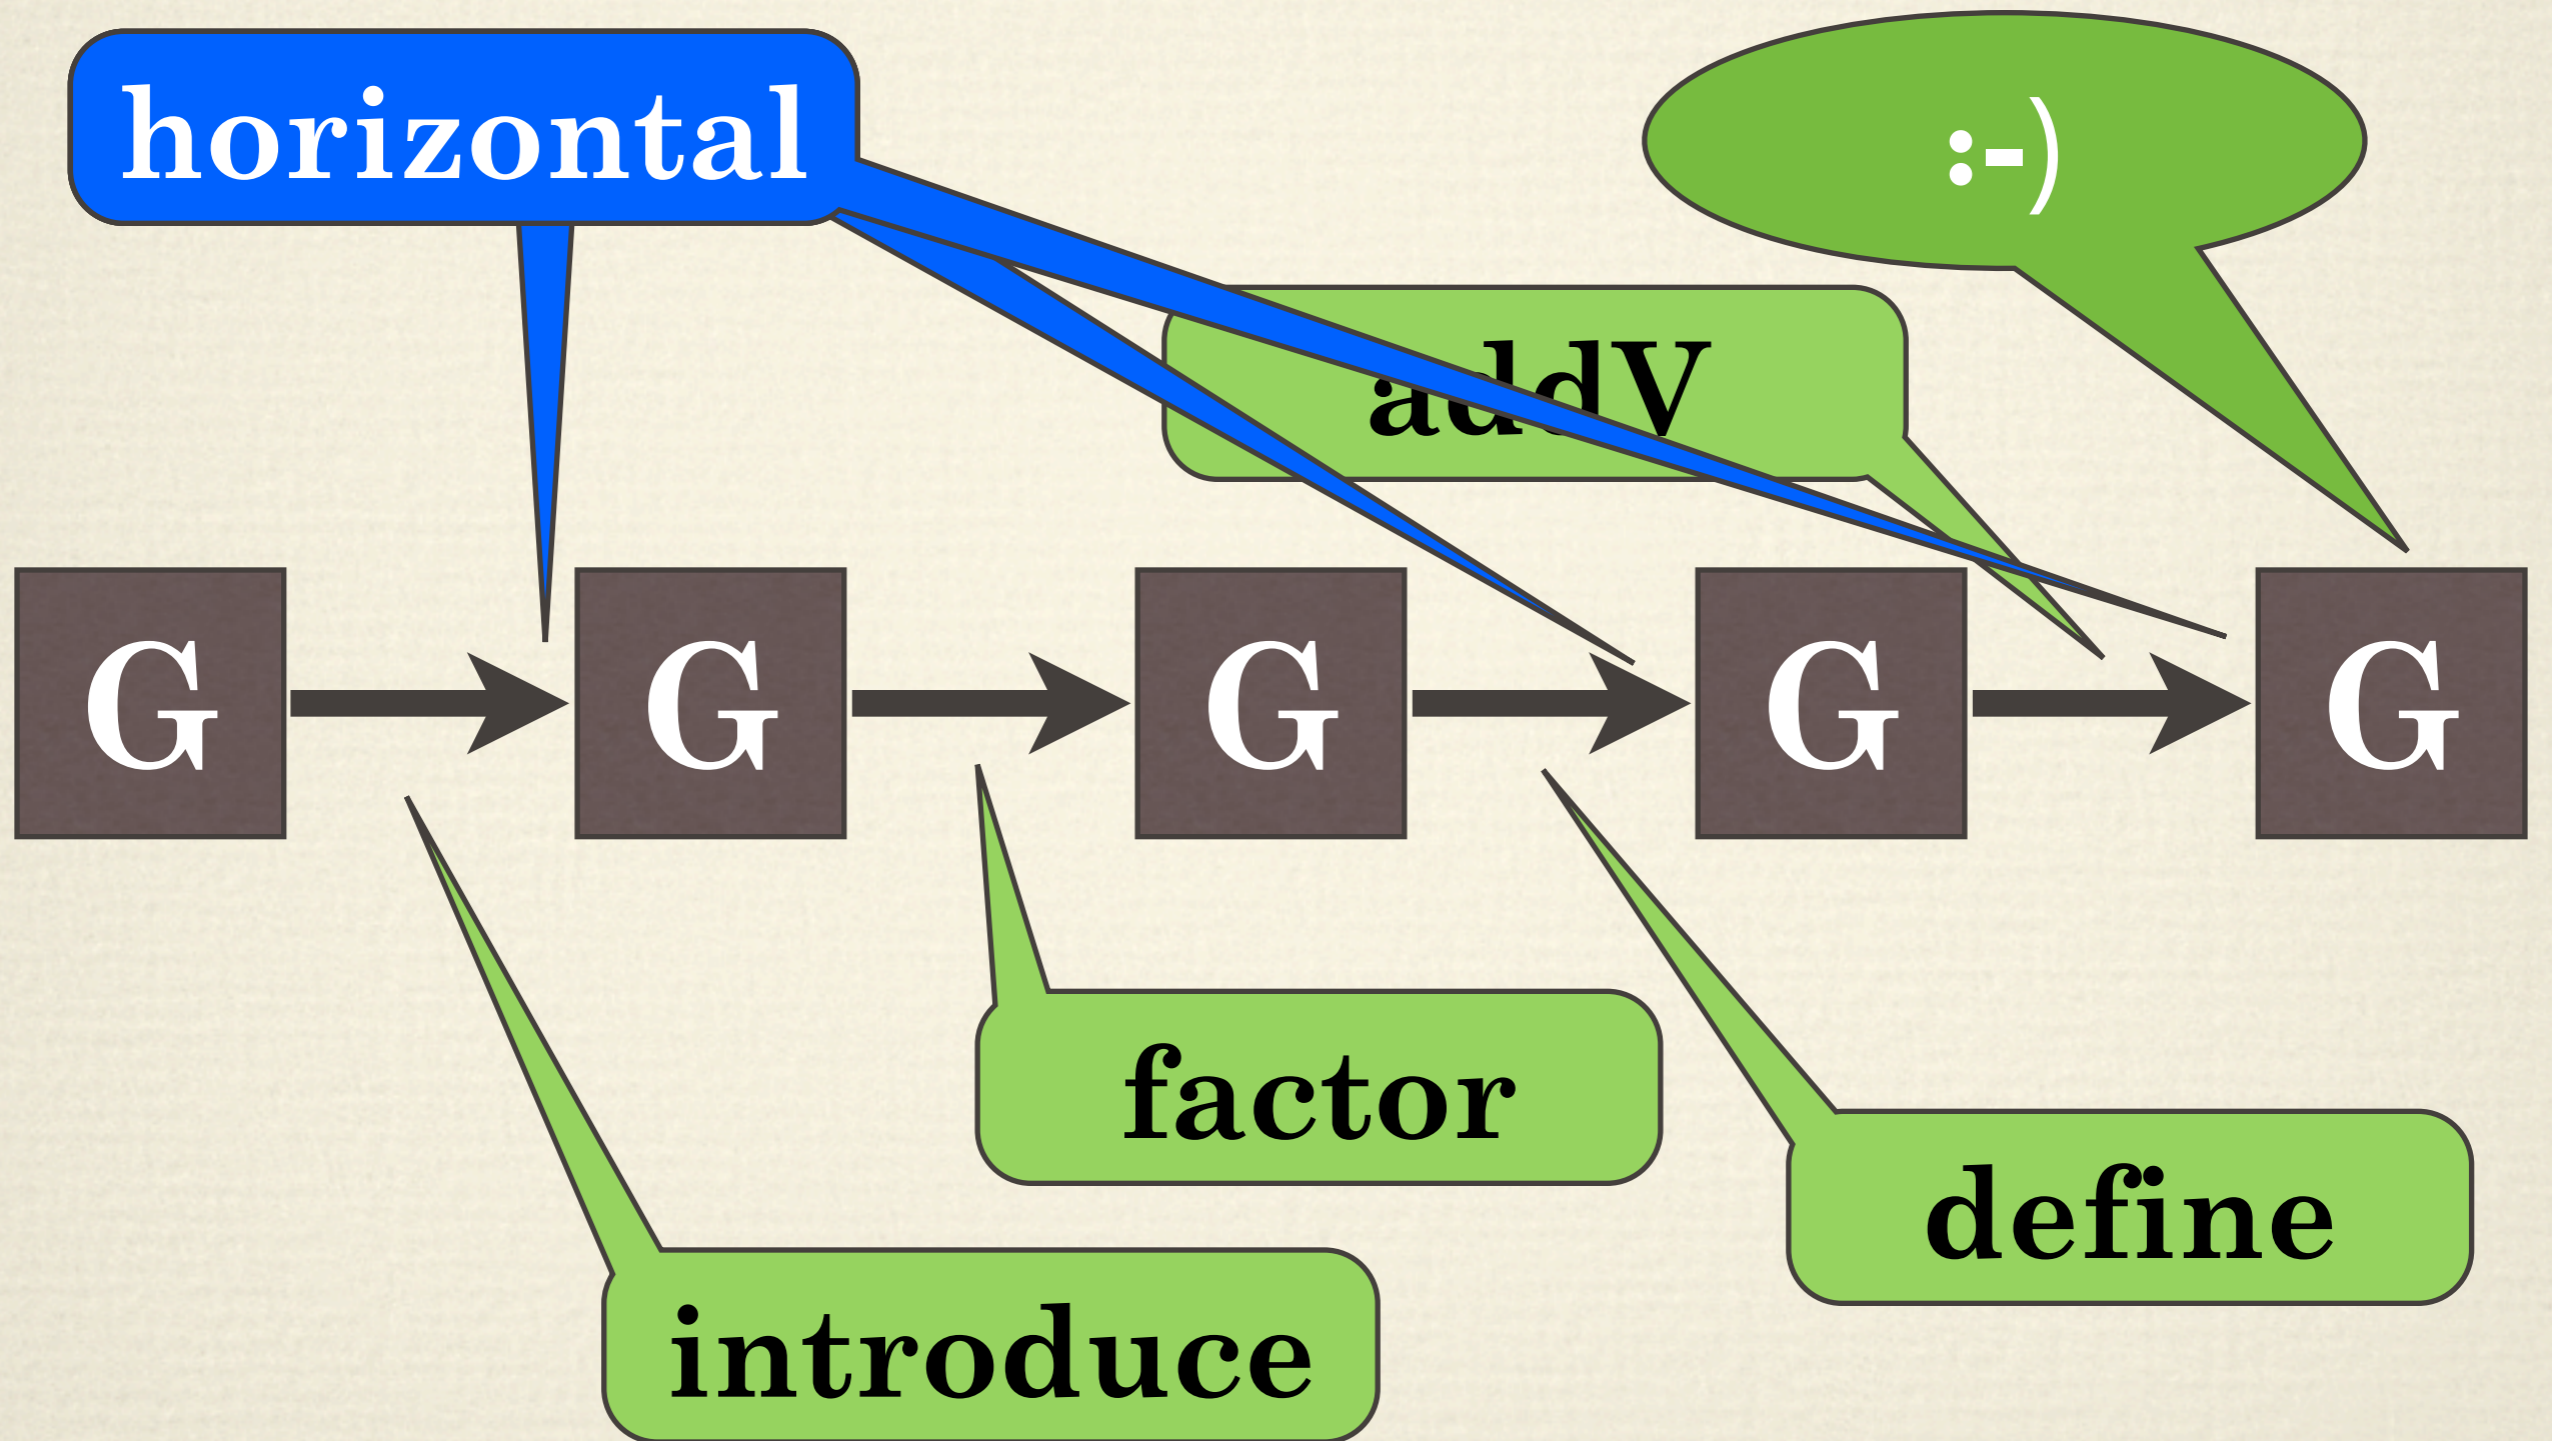 horizontal
:-)
addV
G
G
G
G
G
factor
define
introduce